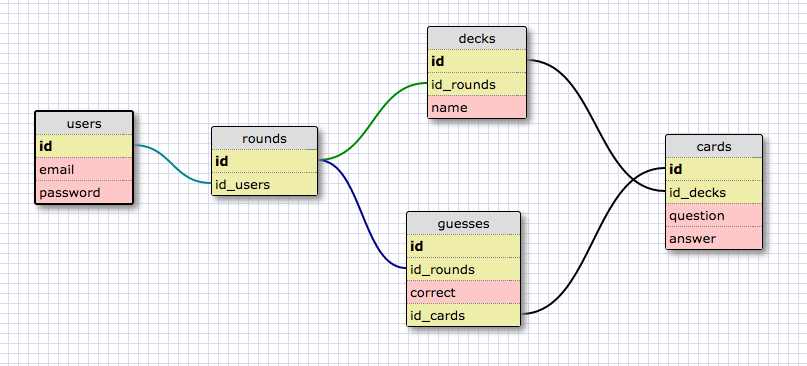 users
id
email
password
rounds
id
id_users
decks
id
id_rounds
name
guesses
id
id_rounds
correct
id_cards
cards
id
id_decks
question
answer